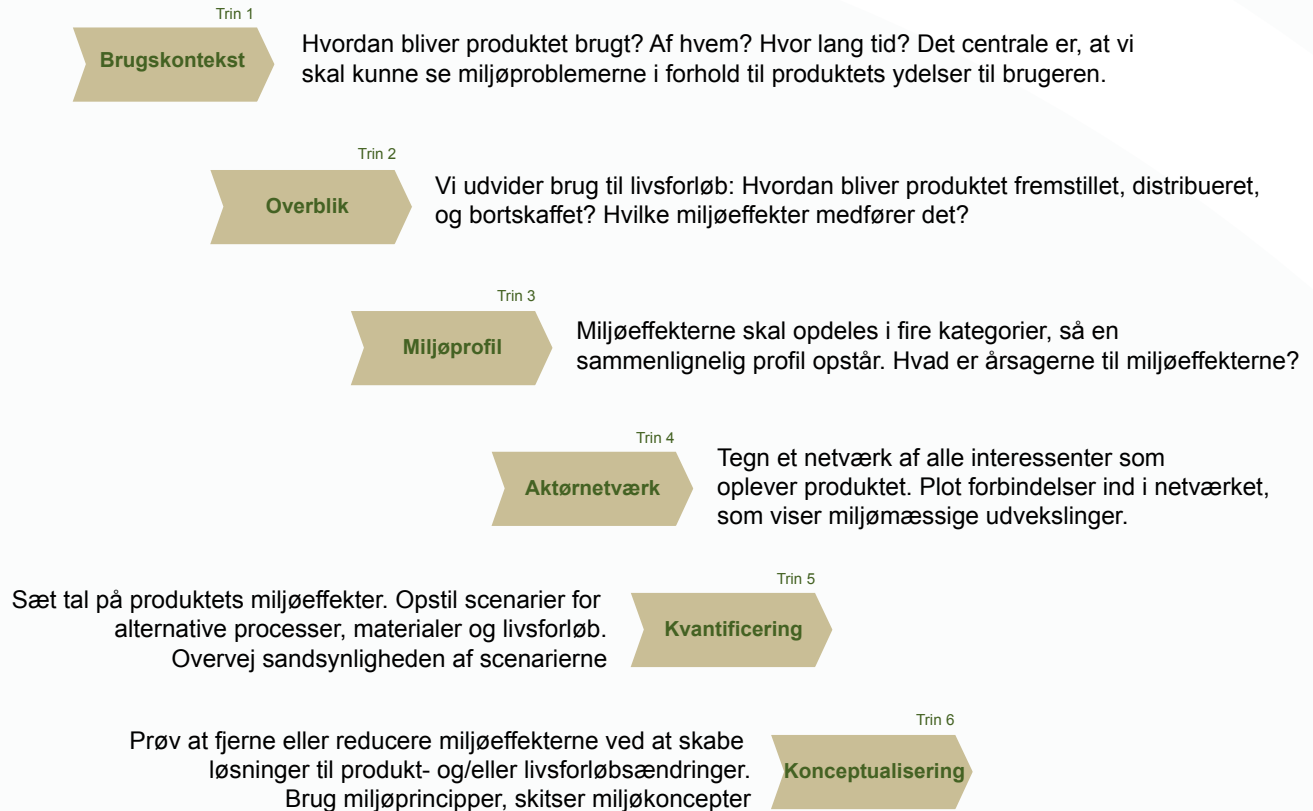 Trin 1
Brugskontekst
Hvordan bliver produktet brugt? Af hvem? Hvor lang tid? Det centrale er, at vi
skal kunne se miljøproblemerne i forhold til produktets ydelser til brugeren.
Trin 2
Overblik
Vi udvider brug til livsforløb: Hvordan bliver produktet fremstillet, distribueret,
og bortskaffet? Hvilke miljøeffekter medfører det?
Trin 3
Miljøprofil
Miljøeffekterne skal opdeles i fire kategorier, så en
sammenlignelig profil opstår. Hvad er årsagerne til miljøeffekterne?
Trin 4
Aktørnetværk
Tegn et netværk af alle interessenter som
oplever produktet. Plot forbindelser ind i netværket,
som viser miljømæssige udvekslinger.
Trin 5
Kvantificering
Sæt tal på produktets miljøeffekter. Opstil scenarier for
alternative processer, materialer og livsforløb.
Overvej sandsynligheden af scenarierne
Trin 6
Konceptualisering
Prøv at fjerne eller reducere miljøeffekterne ved at skabe
løsninger til produkt- og/eller livsforløbsændringer.
Brug miljøprincipper, skitser miljøkoncepter